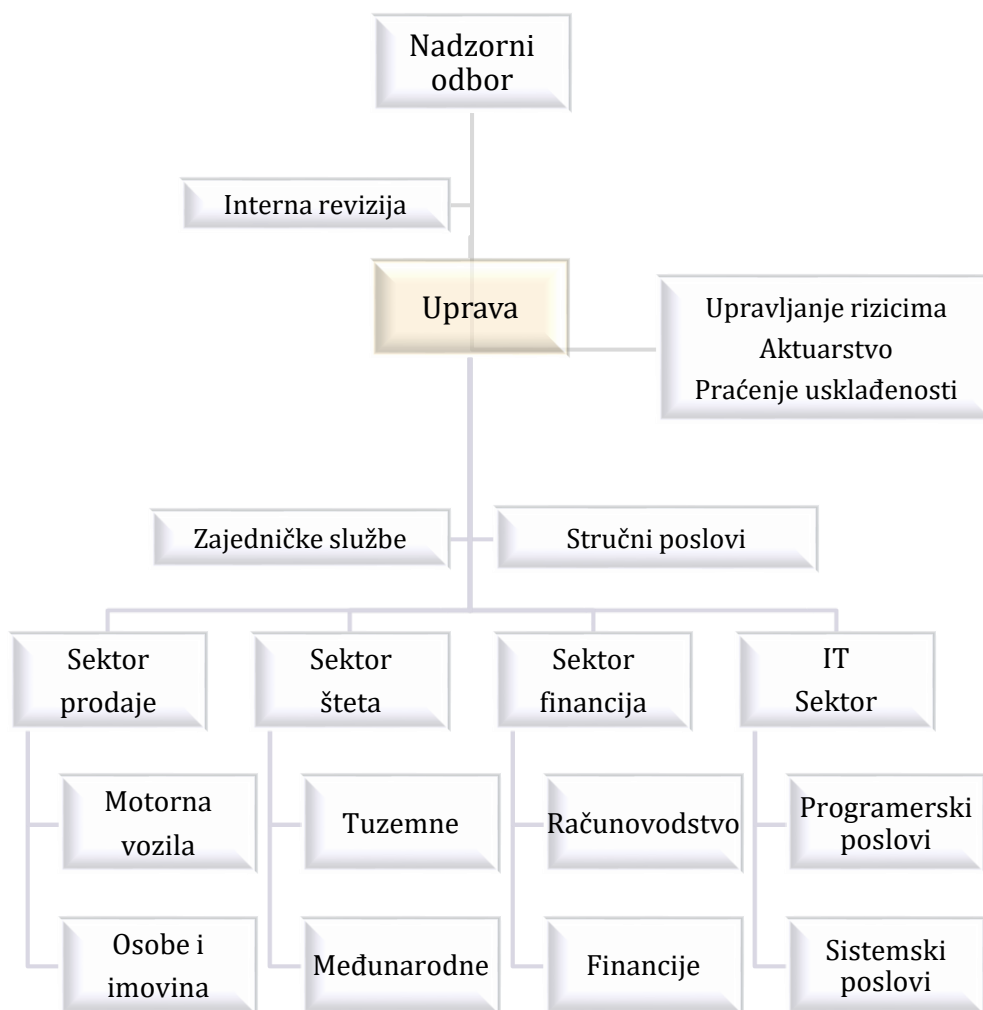 Nadzorni
odbor
Interna revizija
Uprava
Upravljanje rizicima
Aktuarstvo
Praćenje usklađenosti
Zajedničke službe
Stručni poslovi
Sektor
prodaje
Sektor
šteta
Sektor
financija
IT
Sektor
Motorna
vozila
Tuzemne
Računovodstvo
Programerski
poslovi
Osobe i
imovina
Međunarodne
Financije
Sistemski
poslovi